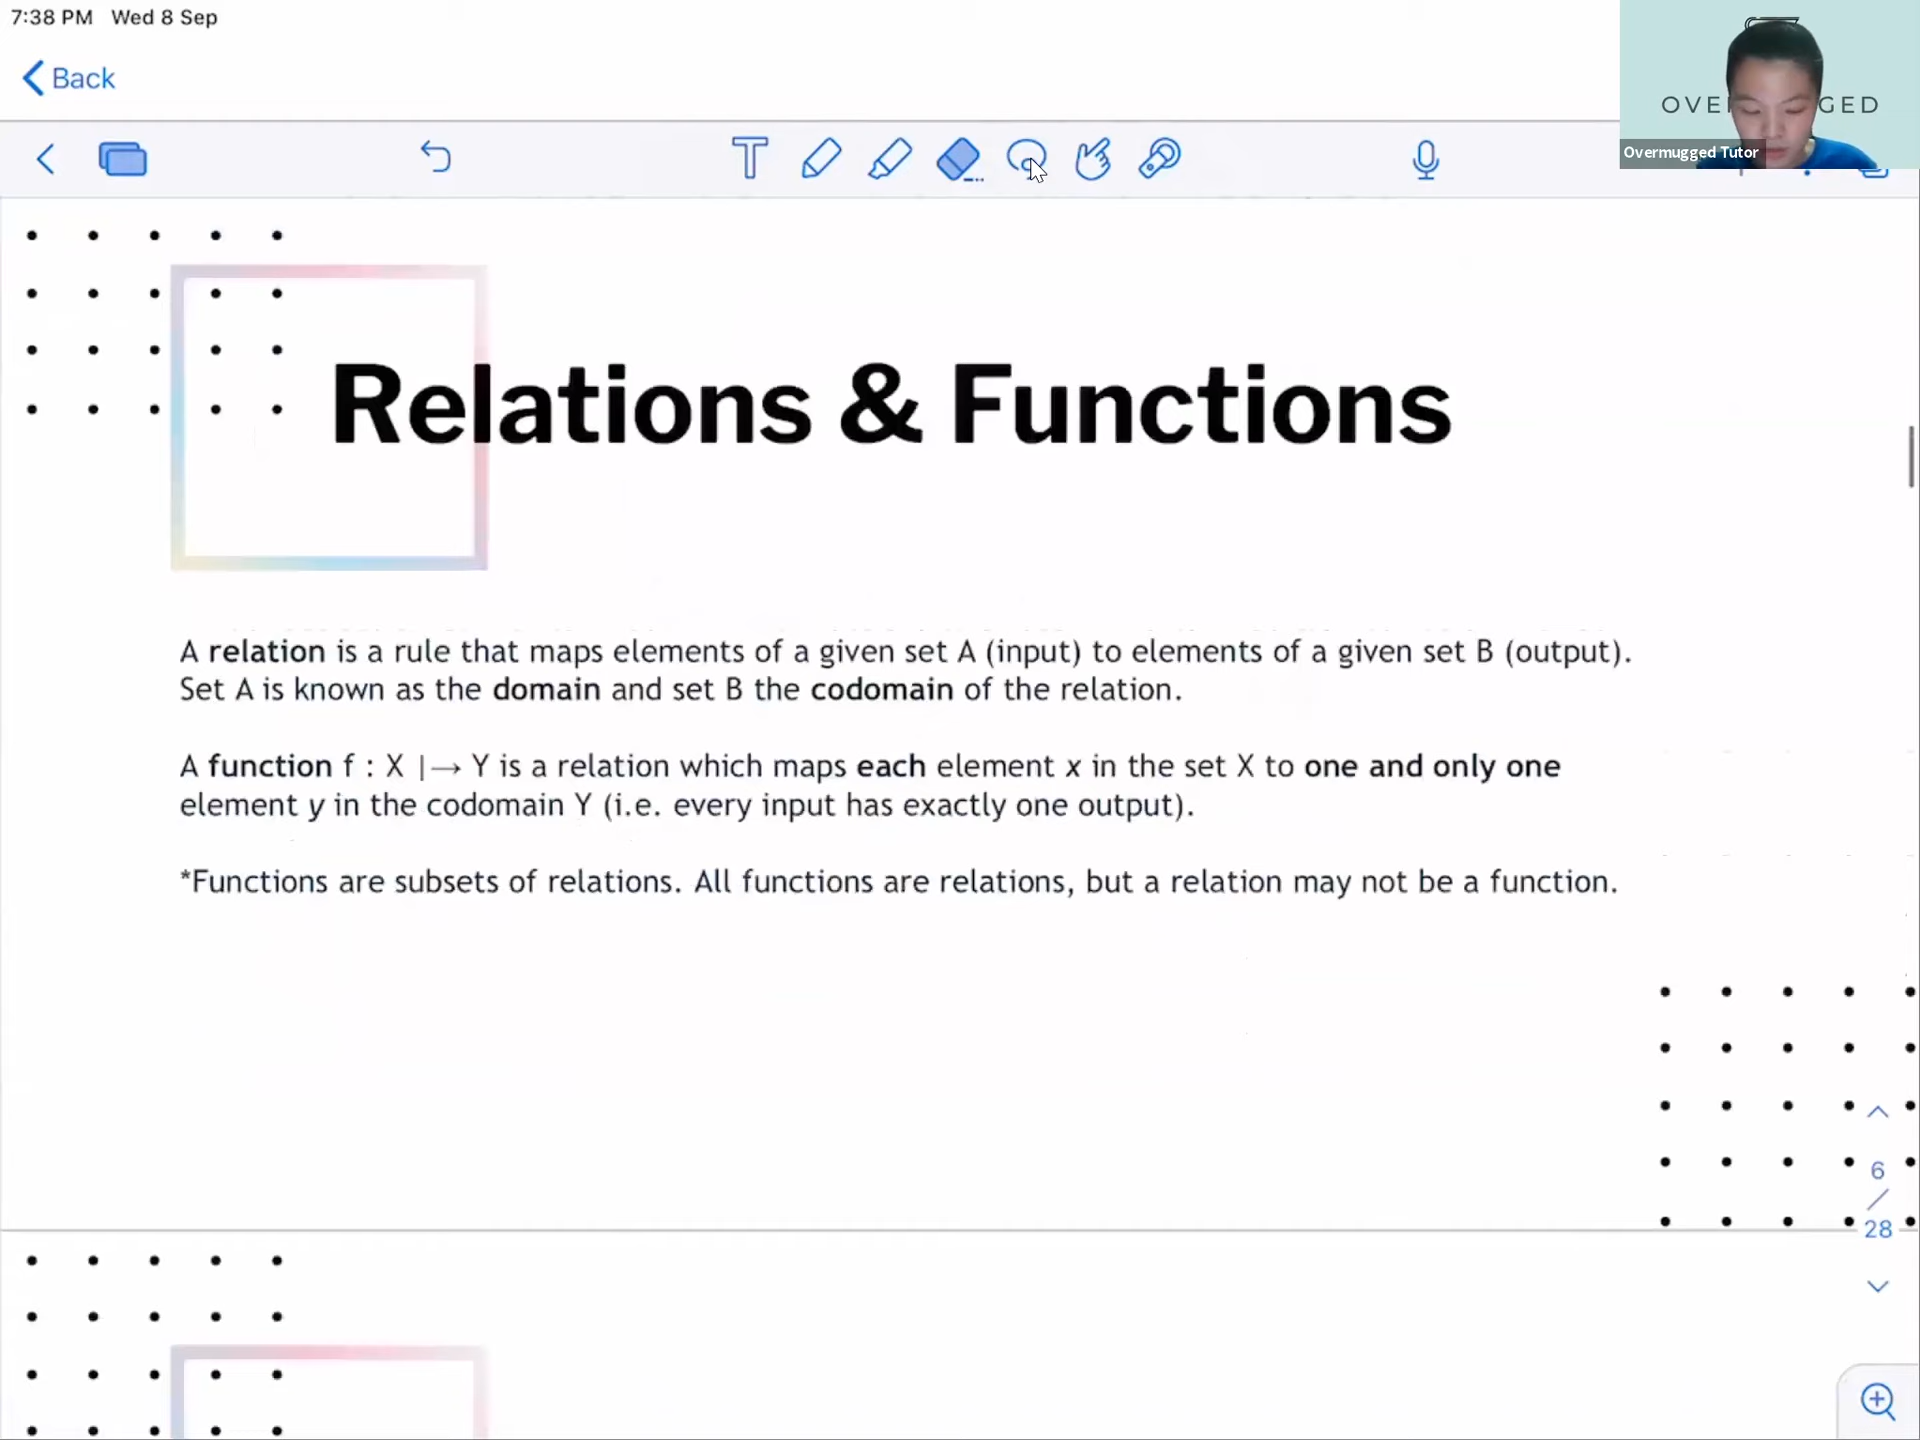 7:38 PM Wed 8 Sep
Back
OVE GED
Overmugged Tutor
Relations & Functions
A relation is a rule that maps elements of a given set A (input) to elements of a given set B (output).
Set A is known as the domain and set B the codomain of the relation.
A function f : X |→ Y is a relation which maps each element x in the set X to one and only one
element y in the codomain Y (i.e. every input has exactly one output).
*Functions are subsets of relations. All functions are relations, but a relation may not be a function.
6
/
28